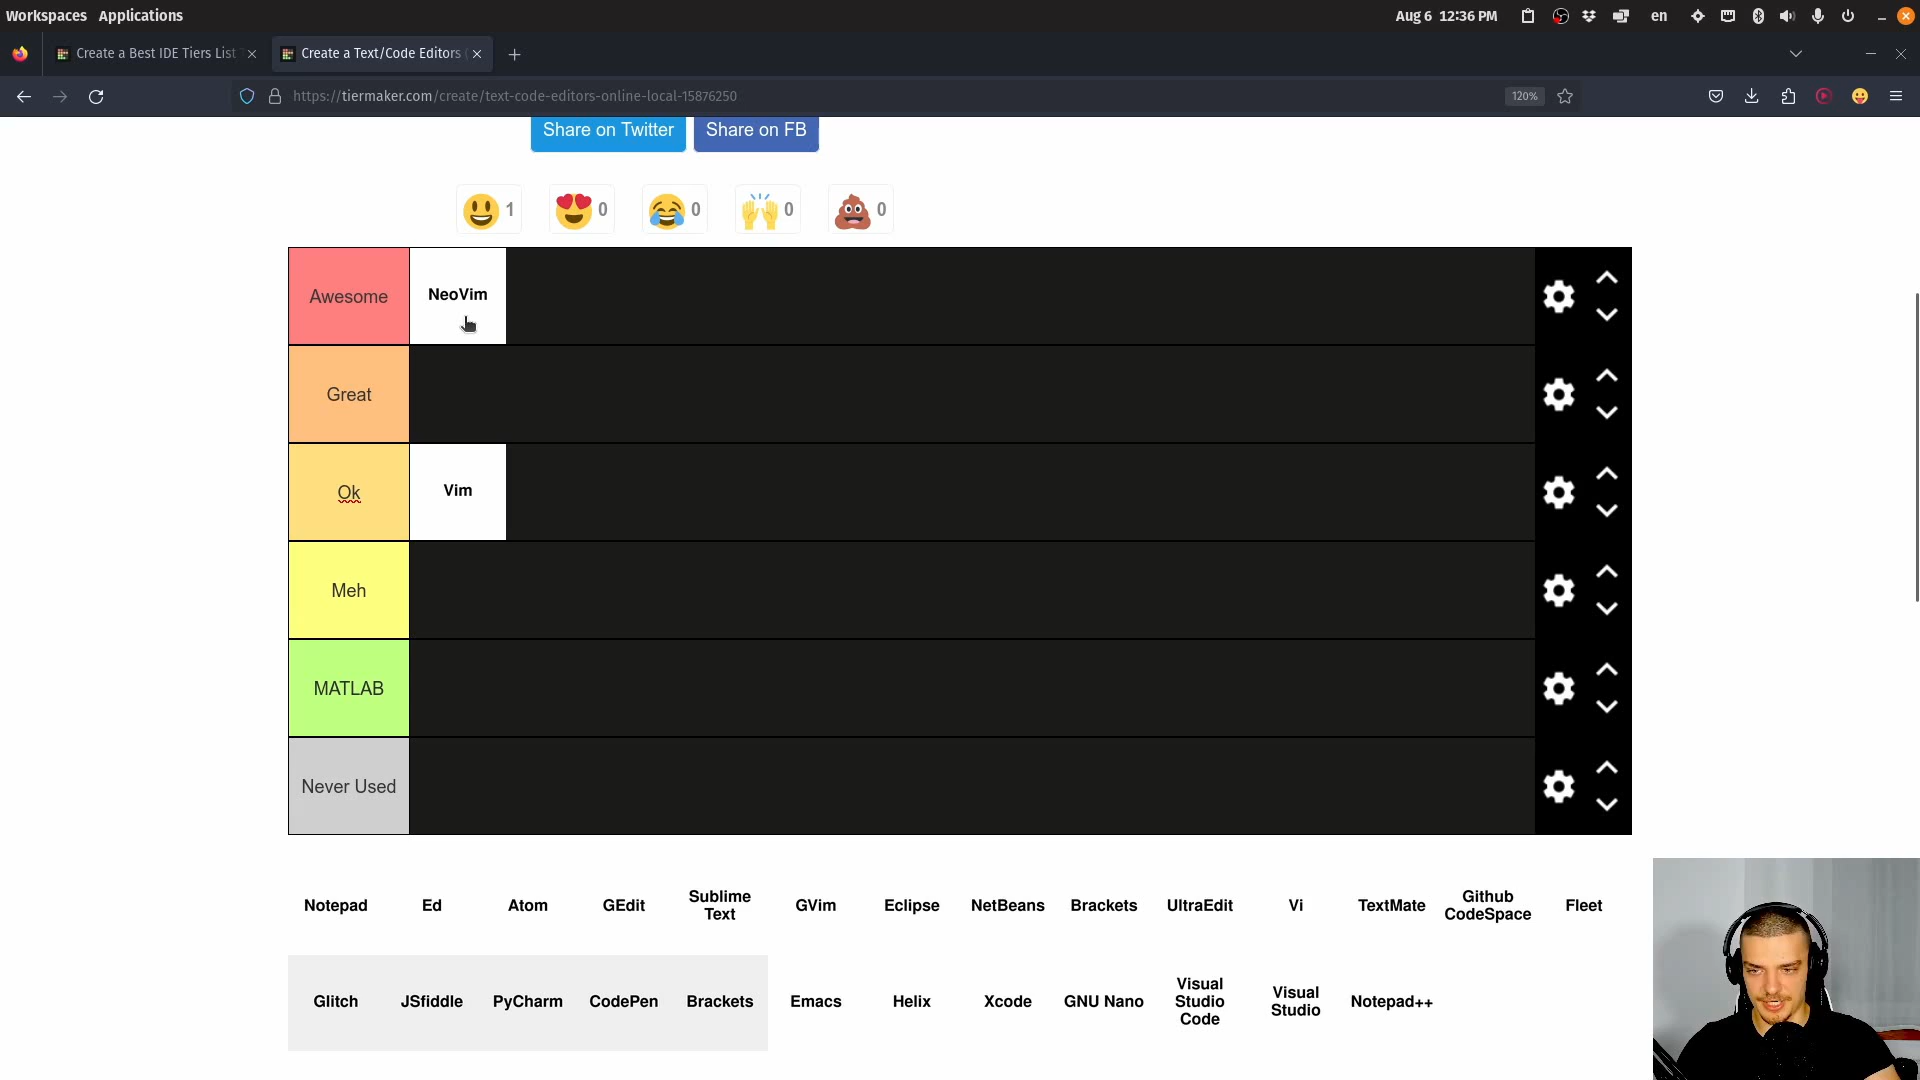 Workspaces Applications
Aug 6 12:36 PM
en
Create a Best IDE Tiers List
Create a Text/Code Editors
https://tiermaker.com/create/text-code-editors-online-local-15876250
120%
Share on Twitter
Share on FB
1
0
0
0
0
Awesome
NeoVim
Great
Ok
Vim
Meh
MATLAB
Never Used
Notepad
Ed
Atom
GEdit
Sublime
Text
GVim
Eclipse
NetBeans
Brackets
UltraEdit
Vi
TextMate
Github
CodeSpace
Fleet
Glitch
JSfiddle
PyCharm
CodePen
Brackets
Emacs
Helix
Xcode
GNU Nano
Visual
Studio
Code
Visual
Studio
Notepad++